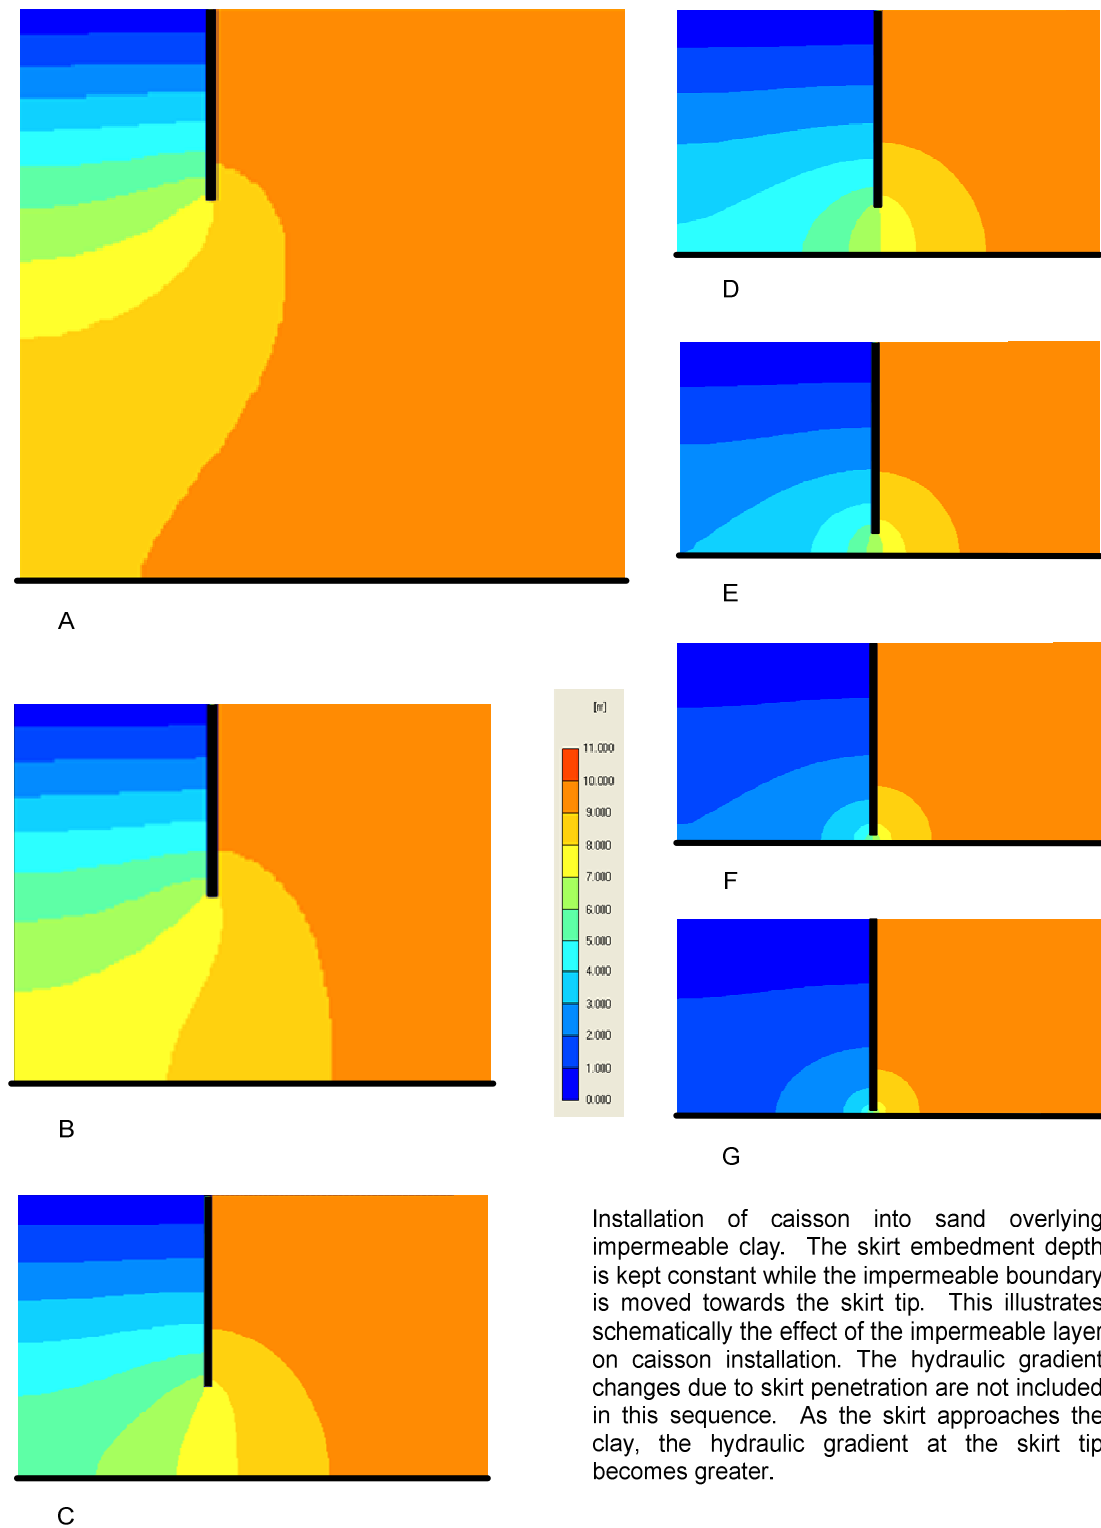 A
D
E
B
[m]
11.000
10.000
9.000
8.000
7.000
6.000
5.000
4.000
3.000
2.000
1.000
0.000
F
G
C
Installation of caisson into sand overlying
impermeable clay. The skirt embedment depth
is kept constant while the impermeable boundary
is moved towards the skirt tip. This illustrates
schematically the effect of the impermeable layer
on caisson installation. The hydraulic gradient
changes due to skirt penetration are not included
in this sequence. As the skirt approaches the
clay, the hydraulic gradient at the skirt tip
becomes greater.